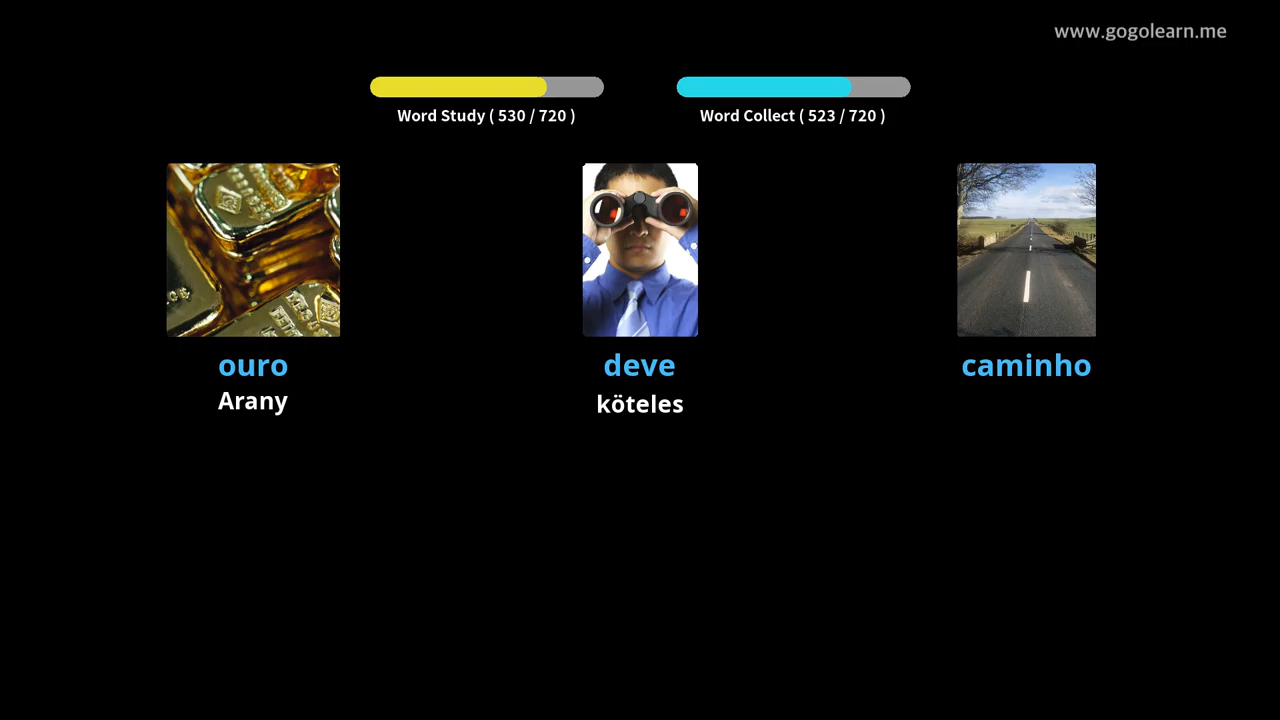 www.gogolearn.me
Word Study ( 530 / 720 )
Word Collect ( 523 / 720 )
ouro
Arany
deve
köteles
caminho